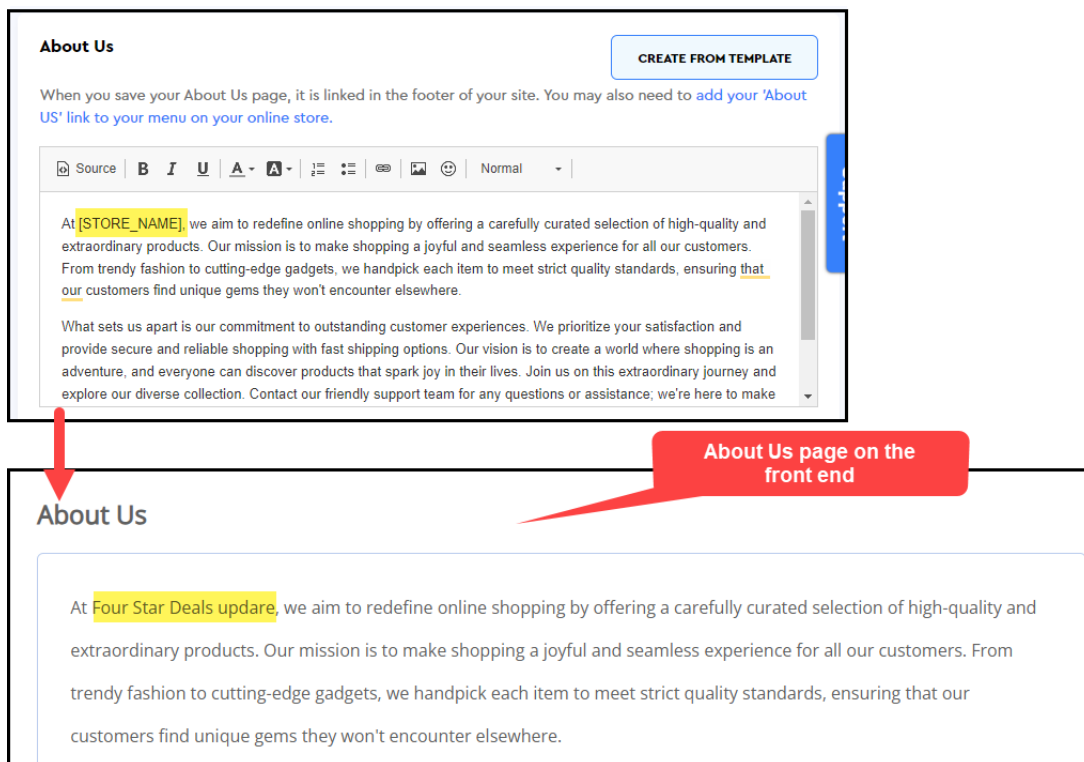 About Us
CREATE FROM TEMPLATE
When you save your About Us page, it is linked in the footer of your site. You may also need to add your 'About
US' link to your menu on your online store.
Source B I U A A Normal
At [STORE_NAME], we aim to redefine online shopping by offering a carefully curated selection of high-quality and
extraordinary products. Our mission is to make shopping a joyful and seamless experience for all our customers.
From trendy fashion to cutting-edge gadgets, we handpick each item to meet strict quality standards, ensuring that
our customers find unique gems they won't encounter elsewhere.
What sets us apart is our commitment to outstanding customer experiences. We prioritize your satisfaction and
provide secure and reliable shopping with fast shipping options. Our vision is to create a world where shopping is an
adventure, and everyone can discover products that spark joy in their lives. Join us on this extraordinary journey and
explore our diverse collection. Contact our friendly support team for any questions or assistance; we're here to make
About Us page on the
front end
About Us
At Four Star Deals updare, we aim to redefine online shopping by offering a carefully curated selection of high-quality and
extraordinary products. Our mission is to make shopping a joyful and seamless experience for all our customers. From
trendy fashion to cutting-edge gadgets, we handpick each item to meet strict quality standards, ensuring that our
customers find unique gems they won't encounter elsewhere.